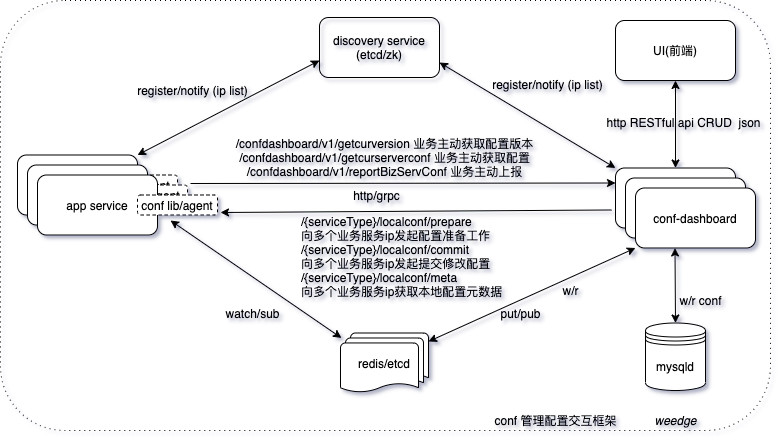 discovery service
(etcd/zk)
UI(前端)
register/notify (ip list)
register/notify (ip list)
http RESTful api CRUD json
/confdashboard/v1/getcurversion 业务主动获取配置版本
/confdashboard/v1/getcurserverconf 业务主动获取配置
/confdashboard/v1/reportBizServConf 业务主动上报
http/grpc
app service
conf lib/agent
conf-dashboard
/{serviceType}/localconf/prepare
向多个业务服务ip发起配置准备工作
/{serviceType}/localconf/commit
向多个业务服务ip发起提交修改配置
/{serviceType}/localconf/meta
向多个业务服务ip获取本地配置元数据
w/r
w/r conf
watch/sub
put/pub
redis/etcd
mysqld
conf 管理配置交互框架
weedge